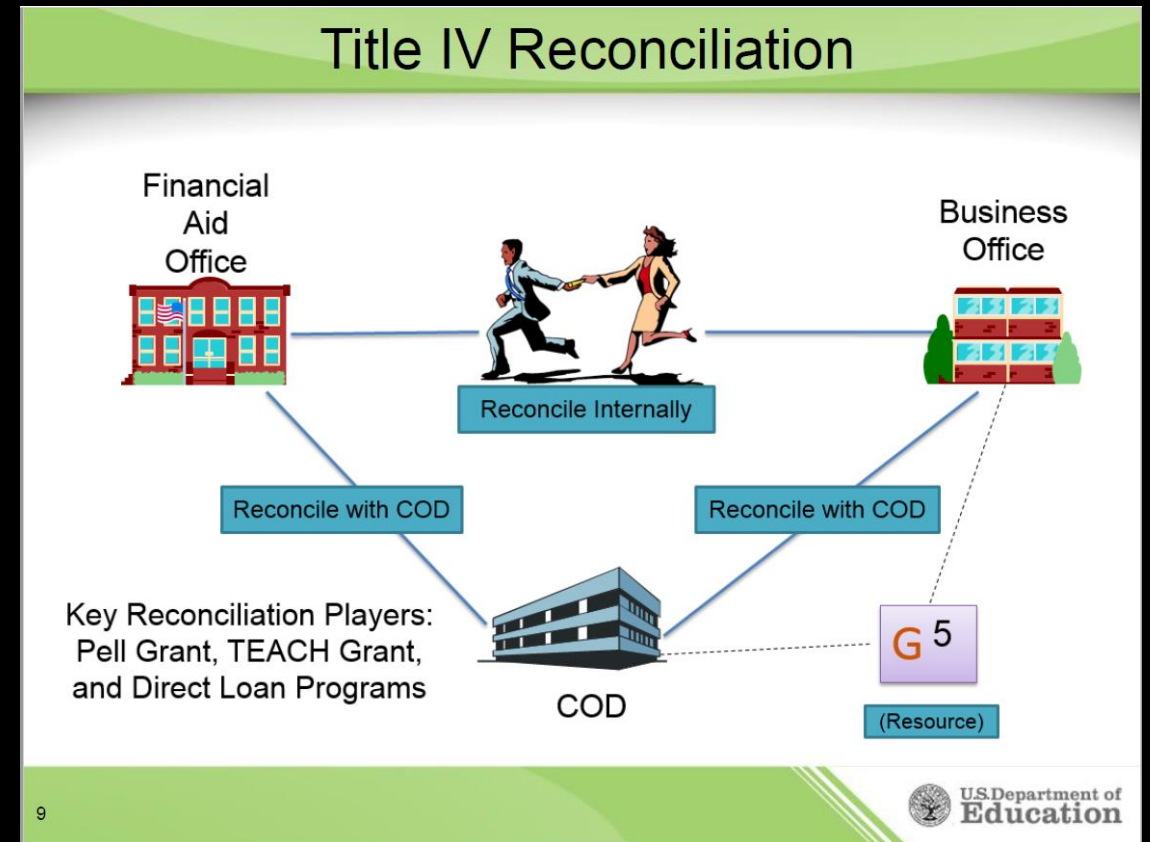 Title IV Reconciliation
Financial
Aid
Office
Business
Office
Reconcile Internally
Reconcile with COD
Reconcile with COD
Key Reconciliation Players:
Pell Grant, TEACH Grant,
and Direct Loan Programs
COD
G 5
(Resource)
9
U.S.Department of
Education